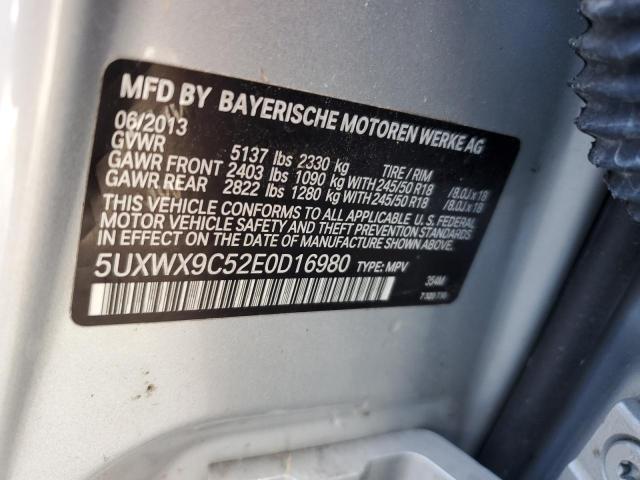 MFD BY BAYERISCHE MOTOREN WERKE AG
06/2013
GVWR 5137 lbs 2330 kg TIRE / RIM
GAWR FRONT 2403 lbs 1090 kg WITH 245/50 R18 / 8.0J x 18
GAWR REAR 2822 lbs 1280 kg WITH 245/50 R18 / 8.0J x 18
THIS VEHICLE CONFORMS TO ALL APPLICABLE U. S. FEDERAL
MOTOR VEHICLE SAFETY AND THEFT PREVENTION STANDARDS
IN EFFECT ON THE DATE OF MANUFACTURE SHOWN ABOVE.
5UXWX9C52E0D16980 TYPE: MPV
354M